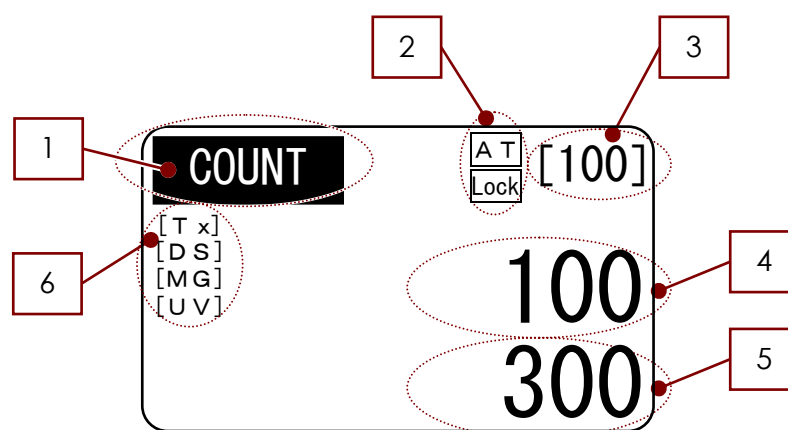 2
3
1
COUNT
A T
[100]
Lock
[T x]
[D S]
[M G]
[U V]
6
100
4
300
5